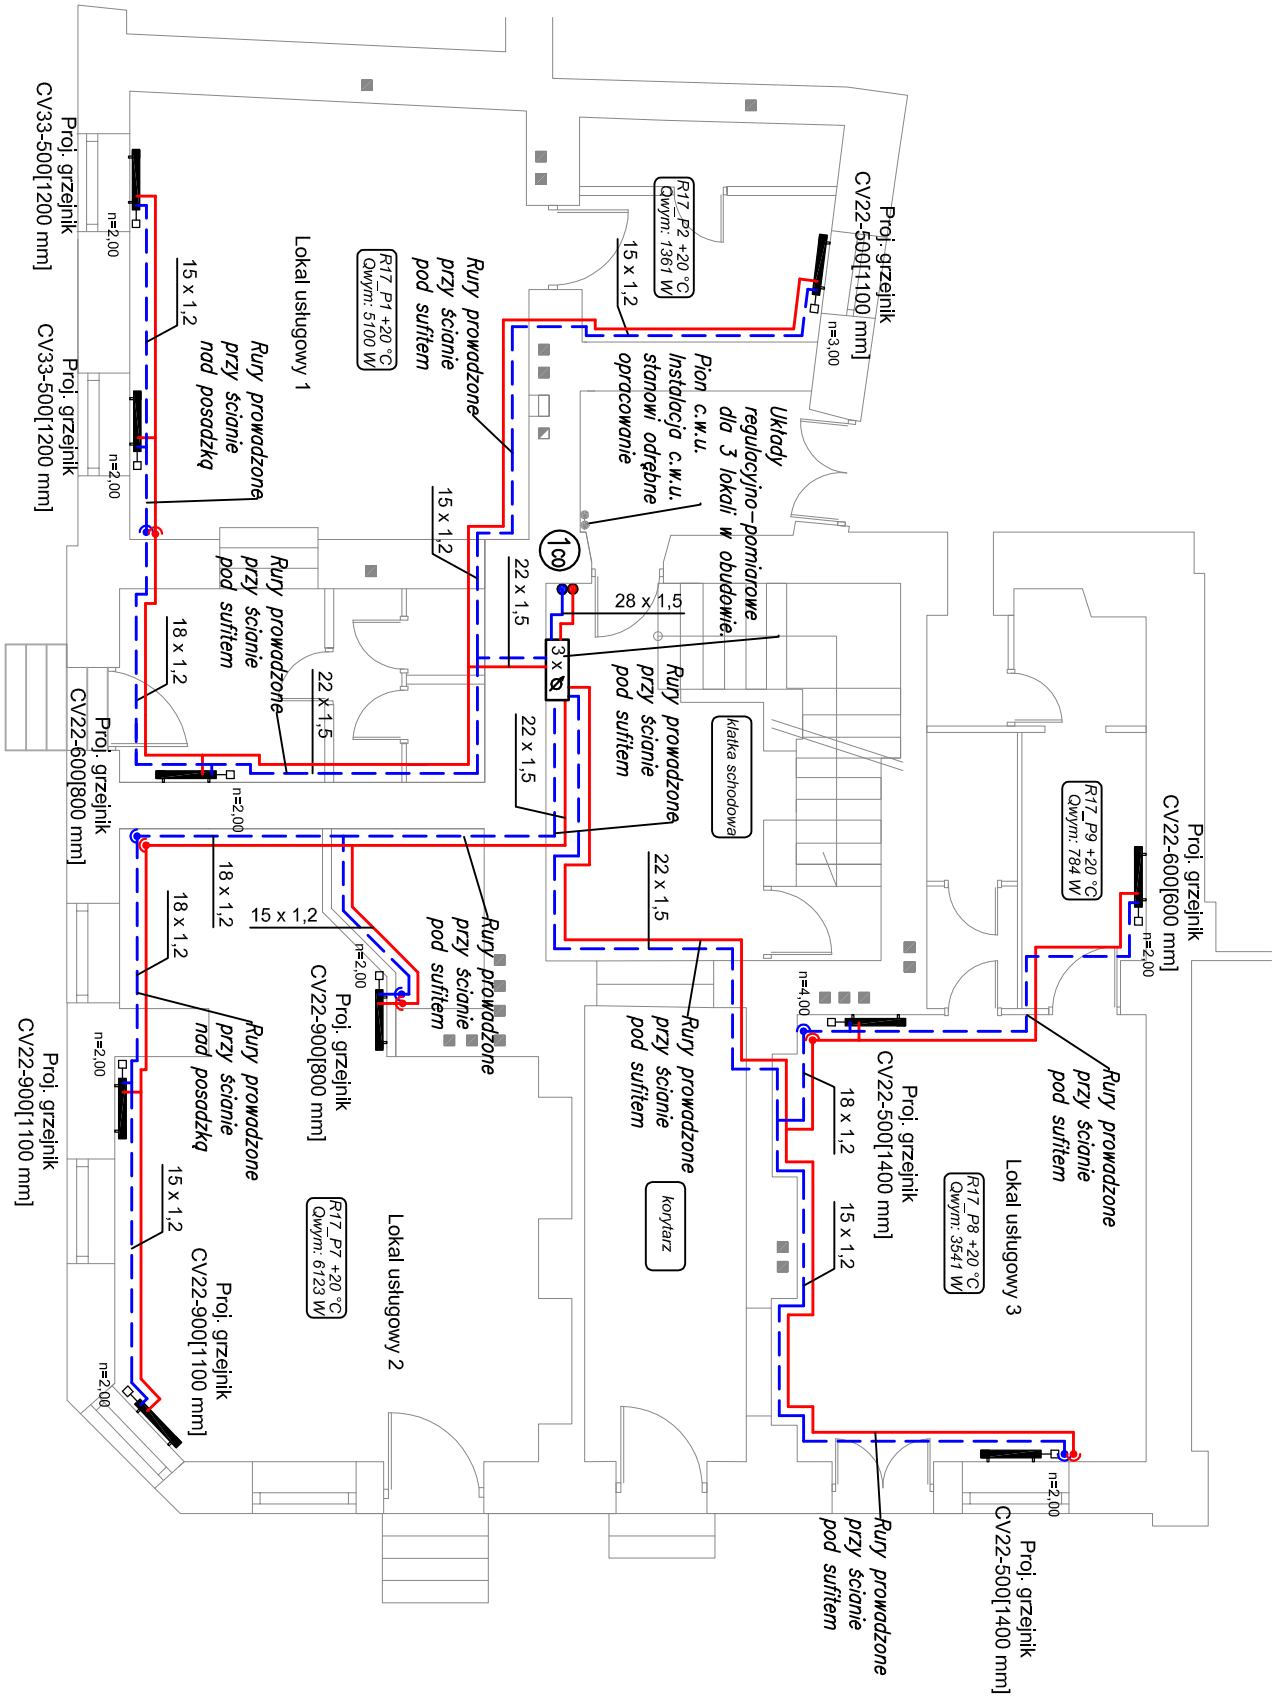 Proj. grzejnik
CV33-500[1200 mm]
n=2,00
15 x 1,2
Proj. grzejnik
CV33-500[1200 mm]
n=2,00
Rury prowadzone
przy ścianie
nad posadzką
Lokal usługowy 1
R17_P1 +20 °C
Qwym: 5100 W
Rury prowadzone
przy ścianie
pod sufitem
15 x 1,2
R17_P2 +20 °C
Qwym: 1361 W
Proj. grzejnik
CV22-500[1100 mm]
n=3,00
Pion c.w.u.
Instalacja c.w.u.
stanowi odrębne
opracowanie
Układy
regulacyjno-pomiarowe
dla 3 lokali w obudowie.
15 x 1,2
1co
22 x 1,5
28 x 1,5
3 x
Rury prowadzone
przy ścianie
pod sufitem
18 x 1,2
22 x 1,5
Proj. grzejnik
CV22-600[800 mm]
n=2,00
22 x 1,5
Rury prowadzone
przy ścianie
pod sufitem
klatka schodowa
R17_P9 +20 °C
Qwym: 784 W
Proj. grzejnik
CV22-600[600 mm]
n=2,00
18 x 1,2
18 x 1,2
15 x 1,2
22 x 1,5
n=2,00
Proj. grzejnik
CV22-900[800 mm]
Rury prowadzone
przy ścianie
pod sufitem
n=4,00
Proj. grzejnik
CV22-500[1400 mm]
Rury prowadzone
przy ścianie
pod sufitem
Rury prowadzone
przy ścianie
nad posadzką
n=2,00
Proj. grzejnik
CV22-900[1100 mm]
Rury prowadzone
przy ścianie
pod sufitem
18 x 1,2
15 x 1,2
15 x 1,2
Lokal usługowy 3
R17_P8 +20 °C
Qwym: 3541 W
korytarz
Lokal usługowy 2
R17_P7 +20 °C
Qwym: 6123 W
Proj. grzejnik
CV22-900[1100 mm]
n=2,00
n=2,00
Proj. grzejnik
CV22-500[1400 mm]
Rury prowadzone
przy ścianie
pod sufitem